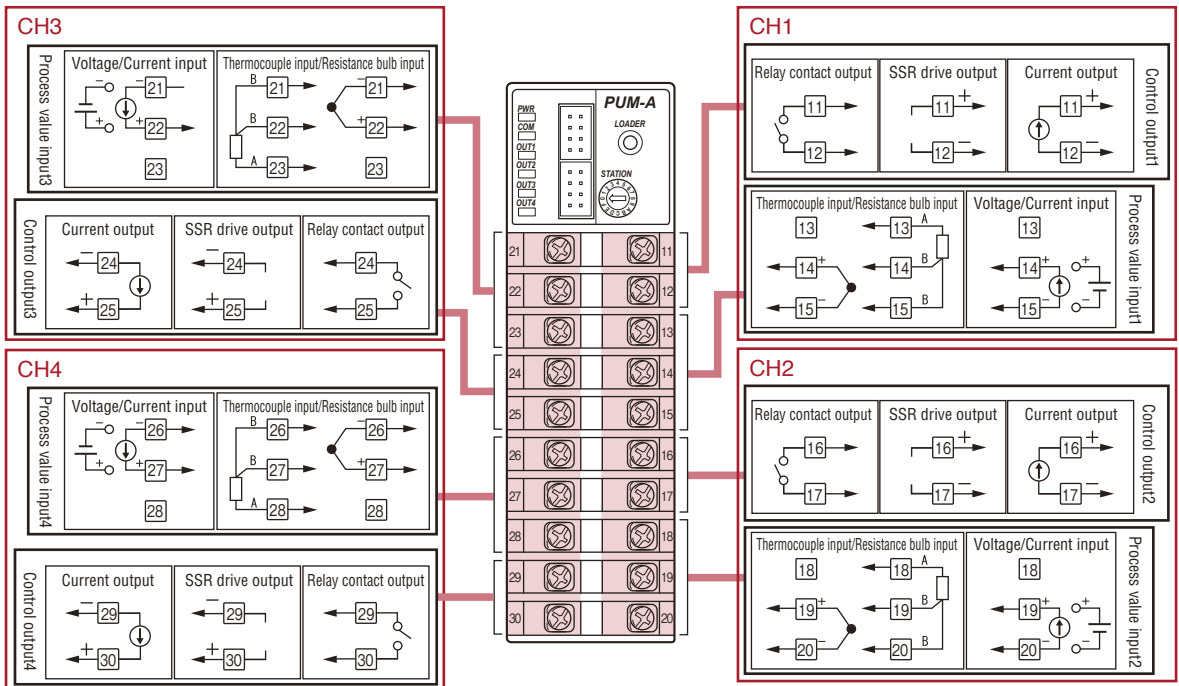 CH3
Process value input3
Voltage/Current input
− − 21
+ + 22
23
Thermocouple input/Resistance bulb input
B 21 − 21
B 22 + 22
A 23 23
Control output3
Current output
− 24
+ 25
SSR drive output
− 24
+ 25
Relay contact output
24
25
CH4
Process value input4
Voltage/Current input
− − 26
+ + 27
28
Thermocouple input/Resistance bulb input
B 26 − 26
B 27 + 27
A 28 28
Control output4
Current output
− 29
+ 30
SSR drive output
− 29
+ 30
Relay contact output
29
30
PUM-A
PWR
COM
OUT1
OUT2
OUT3
OUT4
LOADER
STATION
21 11
22 12
23 13
24 14
25 15
26 16
27 17
28 18
29 19
30 20
CH1
Control output1
Relay contact output
11
12
SSR drive output
11 +
12 −
Current output
11 +
12 −
Process value input1
Thermocouple input/Resistance bulb input
13 13 A
14 + 14 B
15 − 15 B
Voltage/Current input
13
14 + +
15 − −
CH2
Control output2
Relay contact output
16
17
SSR drive output
16 +
17 −
Current output
16 +
17 −
Process value input2
Thermocouple input/Resistance bulb input
18 18 A
19 + 19 B
20 − 20 B
Voltage/Current input
18
19 + +
20 − −